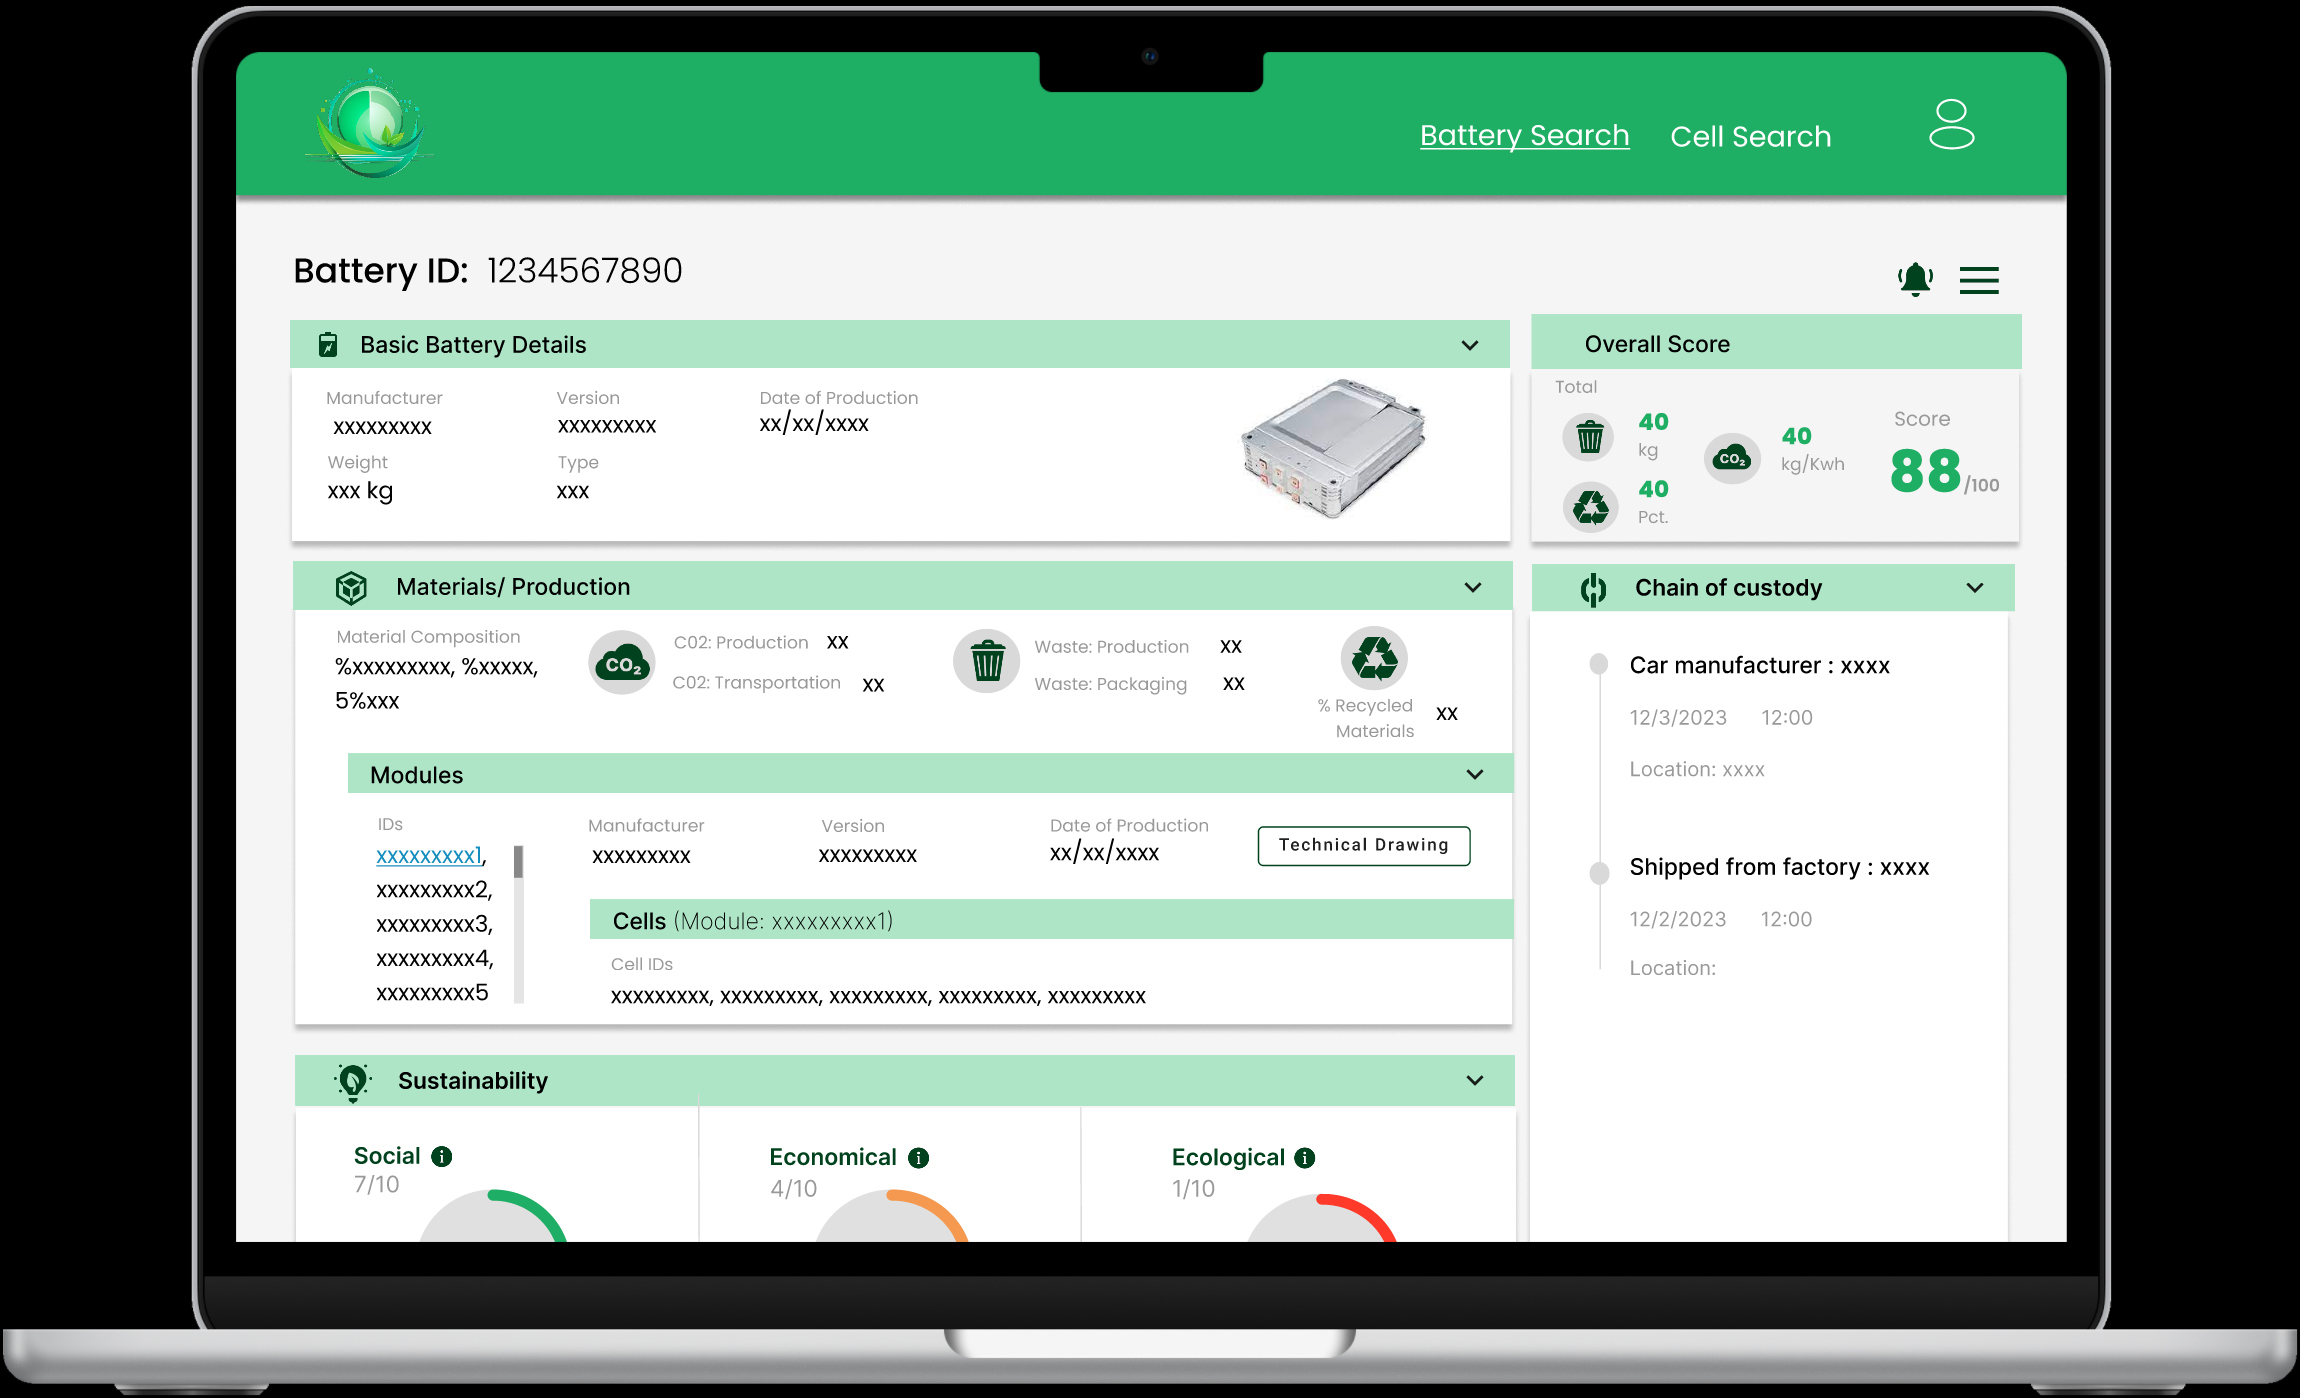 Battery Search Cell Search
Battery ID: 1234567890
Basic Battery Details
Manufacturer Version Date of Production
xxxxxxxxx xxxxxxxxx xx/xx/xxxx
Weight Type
xxx kg xxx
Overall Score
Total
40
kg
40
Pct.
CO₂
40
kg/Kwh
Score
88/100
Materials/ Production
Material Composition
%xxxxxxxxx, %xxxxx,
5%xxx
CO₂
C02: Production xx
C02: Transportation xx
Waste: Production xx
Waste: Packaging xx
% Recycled
Materials xx
Modules
IDs
xxxxxxxxx1,
xxxxxxxxx2,
xxxxxxxxx3,
xxxxxxxxx4,
xxxxxxxxx5
Manufacturer Version Date of Production
xxxxxxxxx xxxxxxxxx xx/xx/xxxx
Technical Drawing
Cells (Module: xxxxxxxxx1)
Cell IDs
xxxxxxxxx, xxxxxxxxx, xxxxxxxxx, xxxxxxxxx, xxxxxxxxx
Chain of custody
Car manufacturer : xxxx
12/3/2023 12:00
Location: xxxx
Shipped from factory : xxxx
12/2/2023 12:00
Location:
Sustainability
Social i
7/10
Economical i
4/10
Ecological i
1/10